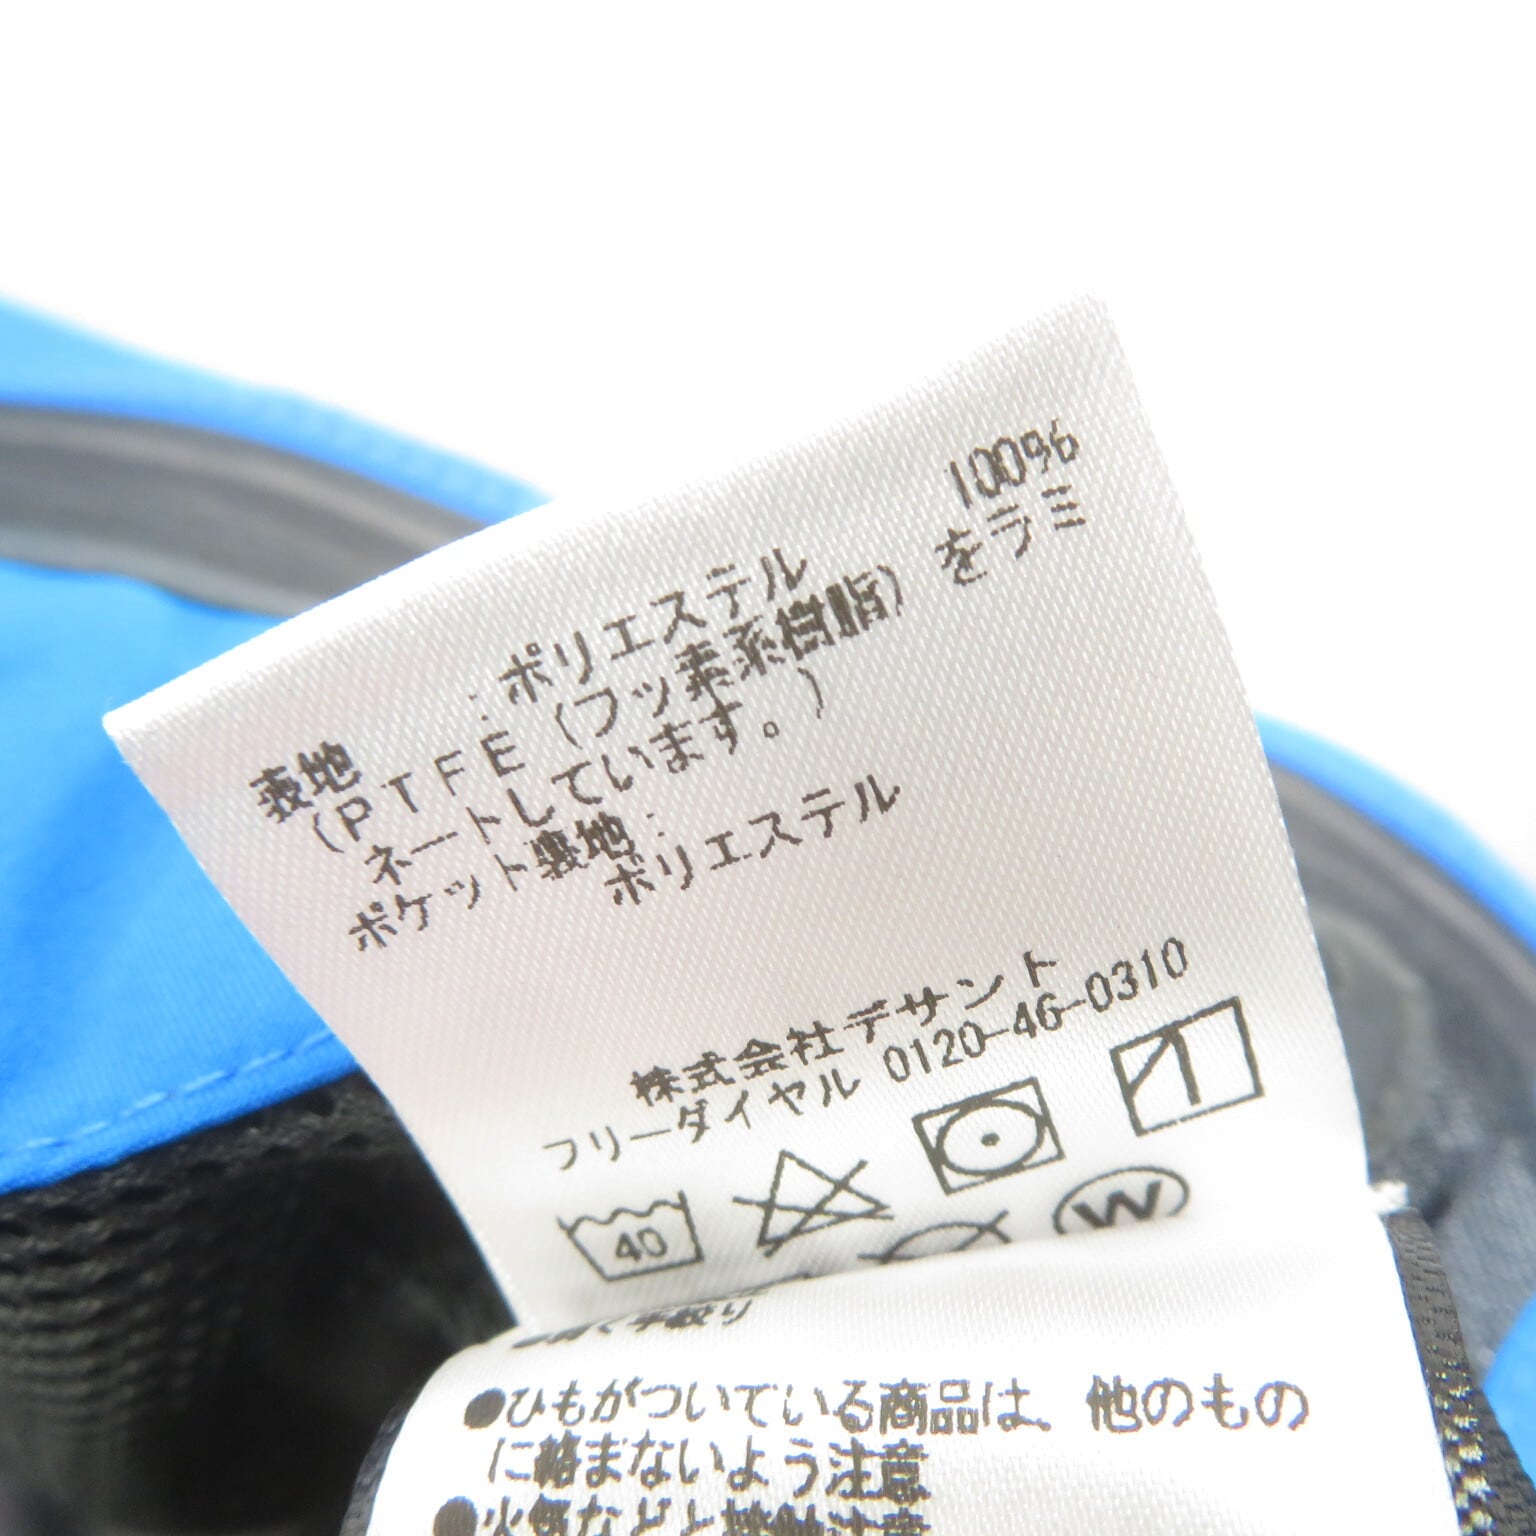 表地 : ポリエステル 100%
(PTFE(フッ素系樹脂)をラミ
ネートしています。)
ポケット裏地:
ポリエステル
株式会社デサント
フリーダイヤル 0120-46-0310
40
W
手絞り
●ひもがついている商品は、他のもの
に絡まないよう注意
●火気などと接触注意